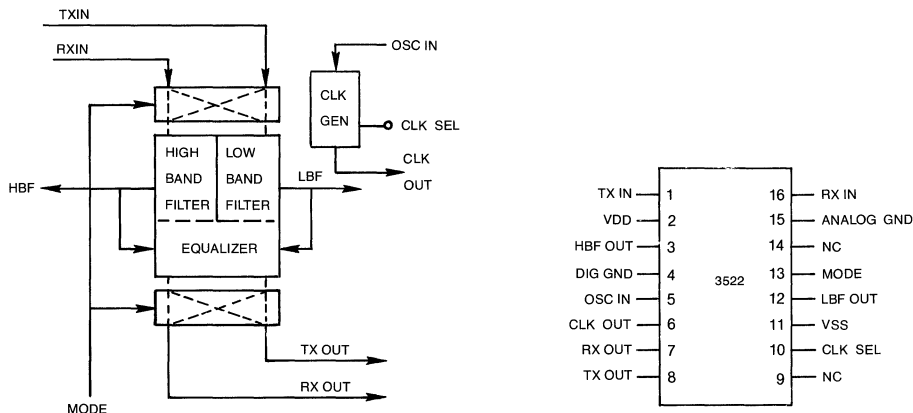 TXIN
RXIN
OSC IN
CLK
GEN
CLK SEL
CLK
OUT
HIGH
BAND
FILTER
LOW
BAND
FILTER
HBF
LBF
EQUALIZER
TX OUT
RX OUT
MODE
TX IN 1
VDD 2
HBF OUT 3
DIG GND 4
OSC IN 5
CLK OUT 6
RX OUT 7
TX OUT 8
3522
16 RX IN
15 ANALOG GND
14 NC
13 MODE
12 LBF OUT
11 VSS
10 CLK SEL
9 NC